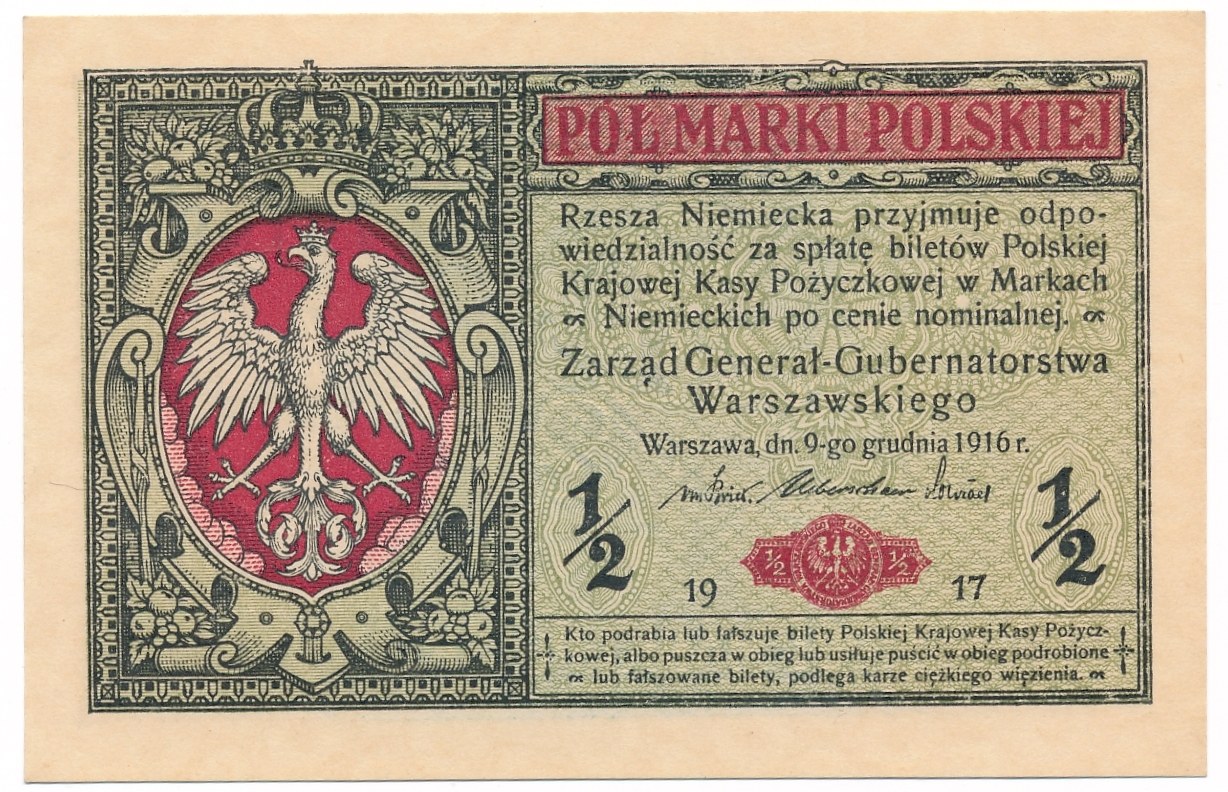 PÓŁ MARKI POLSKIEJ
Rzesza Niemiecka przyjmuje odpo-
wiedzialność za spłatę biletów Polskiej
Krajowej Kasy Pożyczkowej w Markach
Niemieckich po cenie nominalnej.
Zarząd Generał-Gubernatorstwa
Warszawskiego
Warszawa, dn. 9-go grudnia 1916 r.
1/2 1/2
1/2 1/2
19 17
Kto podrabia lub fałszuje bilety Polskiej Krajowej Kasy Pożycz-
kowej, albo puszcza w obieg lub usiłuje puścić w obieg podrobione
lub fałszowane bilety, podlega karze ciężkiego więzienia.